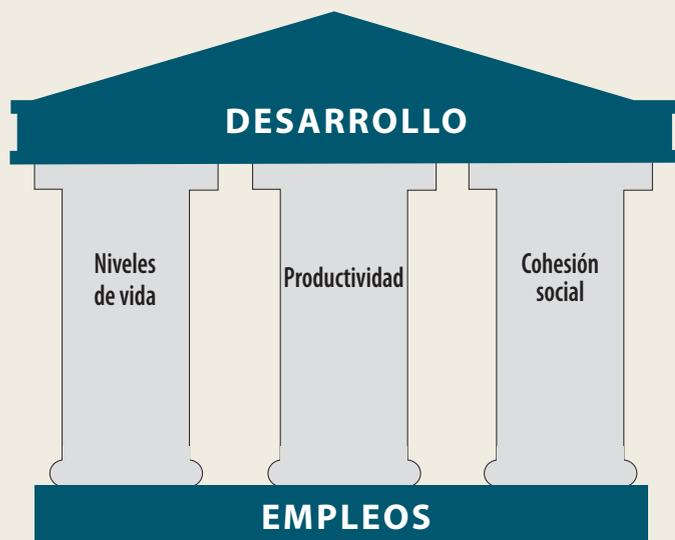 DESARROLLO
Niveles
de vida
Productividad
Cohesión
social
EMPLEOS